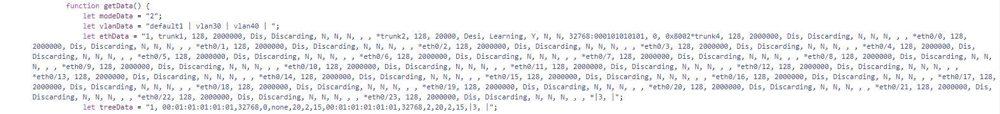 function getData() {
let modeData = "2";
let vlanData = "default1 | vlan30 | vlan40 | ";
let ethData = "1, trunk1, 128, 2000000, Dis, Discarding, N, N, N, , , *trunk2, 128, 20000, Desi, Learning, Y, N, N, 32768:000101010101, 0, 0x8002*trunk4, 128, 2000000, Dis, Discarding, N, N, N, , , *eth0/0, 128,
2000000, Dis, Discarding, N, N, N, , , *eth0/1, 128, 2000000, Dis, Discarding, N, N, N, , , *eth0/2, 128, 2000000, Dis, Discarding, N, N, N, , , *eth0/3, 128, 2000000, Dis, Discarding, N, N, N, , , *eth0/4, 128, 2000000, Dis,
Discarding, N, N, N, , , *eth0/5, 128, 2000000, Dis, Discarding, N, N, N, , , *eth0/6, 128, 2000000, Dis, Discarding, N, N, N, , , *eth0/7, 128, 2000000, Dis, Discarding, N, N, N, , , *eth0/8, 128, 2000000, Dis, Discarding, N, N,
N, , , *eth0/9, 128, 2000000, Dis, Discarding, N, N, N, , , *eth0/10, 128, 2000000, Dis, Discarding, N, N, N, , , *eth0/11, 128, 2000000, Dis, Discarding, N, N, N, , , *eth0/12, 128, 2000000, Dis, Discarding, N, N, N, , ,
*eth0/13, 128, 2000000, Dis, Discarding, N, N, N, , , *eth0/14, 128, 2000000, Dis, Discarding, N, N, N, , , *eth0/15, 128, 2000000, Dis, Discarding, N, N, N, , , *eth0/16, 128, 2000000, Dis, Discarding, N, N, N, , , *eth0/17, 128,
2000000, Dis, Discarding, N, N, N, , , *eth0/18, 128, 2000000, Dis, Discarding, N, N, N, , , *eth0/19, 128, 2000000, Dis, Discarding, N, N, N, , , *eth0/20, 128, 2000000, Dis, Discarding, N, N, N, , , *eth0/21, 128, 2000000, Dis,
Discarding, N, N, N, , , *eth0/22, 128, 2000000, Dis, Discarding, N, N, N, , , *eth0/23, 128, 2000000, Dis, Discarding, N, N, N, , , *|3, |";
let treeData = "1, 00:01:01:01:01:01,32768,0,none,20,2,15,00:01:01:01:01:01,32768,2,20,2,15,|3, |";